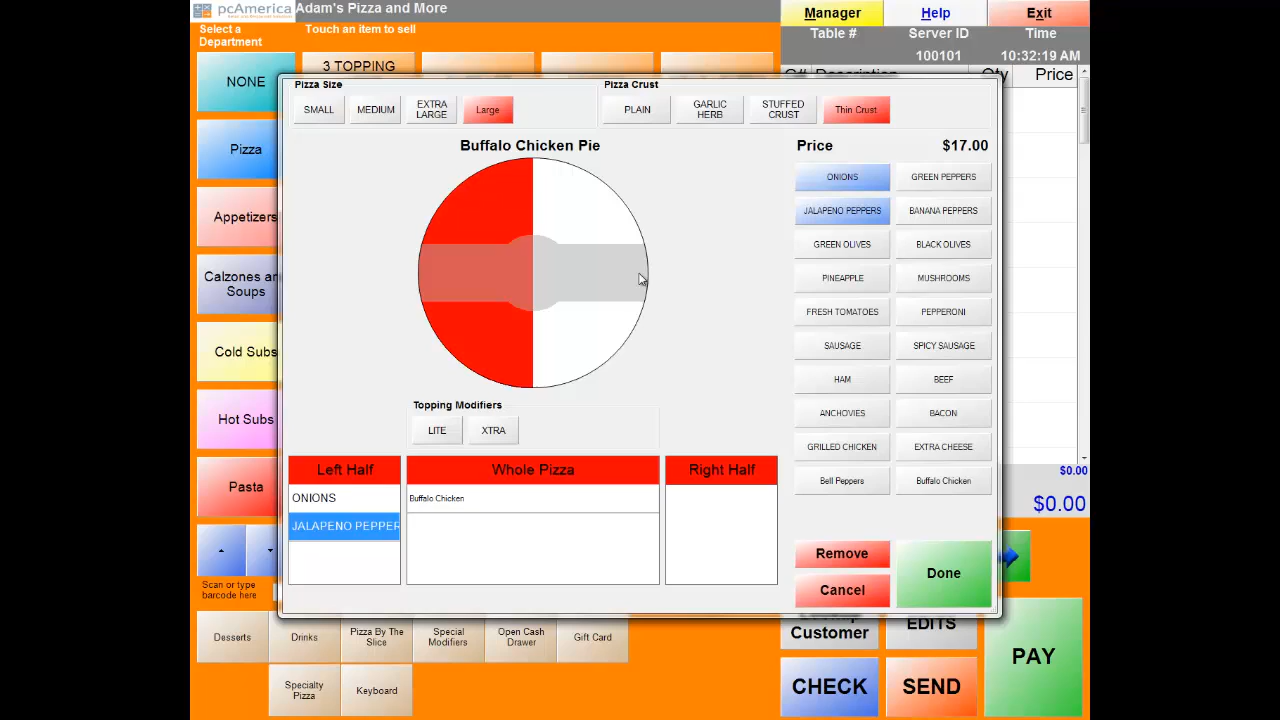 pcAmerica
Adam's Pizza and More
Manager
Help
Exit
Select a
Department
Touch an item to sell
Table #
Server ID
Time
100101
10:32:19 AM
NONE
3 TOPPING
Description
Qty
Price
Pizza Size
Pizza Crust
SMALL
MEDIUM
EXTRA
LARGE
Large
PLAIN
GARLIC
HERB
STUFFED
CRUST
Thin Crust
Pizza
Buffalo Chicken Pie
Price
$17.00
ONIONS
GREEN PEPPERS
JALAPENO PEPPERS
BANANA PEPPERS
Appetizers
GREEN OLIVES
BLACK OLIVES
Calzones an
Soups
PINEAPPLE
MUSHROOMS
FRESH TOMATOES
PEPPERONI
Cold Subs
SAUSAGE
SPICY SAUSAGE
HAM
BEEF
Hot Subs
Topping Modifiers
LITE
XTRA
ANCHOVIES
BACON
GRILLED CHICKEN
EXTRA CHEESE
Pasta
Left Half
Whole Pizza
Right Half
Bell Peppers
Buffalo Chicken
$0.00
$0.00
ONIONS
Buffalo Chicken
JALAPENO PEPPER
Remove
Done
Cancel
Scan or type
barcode here
Desserts
Drinks
Pizza By The
Slice
Special
Modifiers
Open Cash
Drawer
Gift Card
Customer
EDITS
PAY
Specialty
Pizza
Keyboard
CHECK
SEND